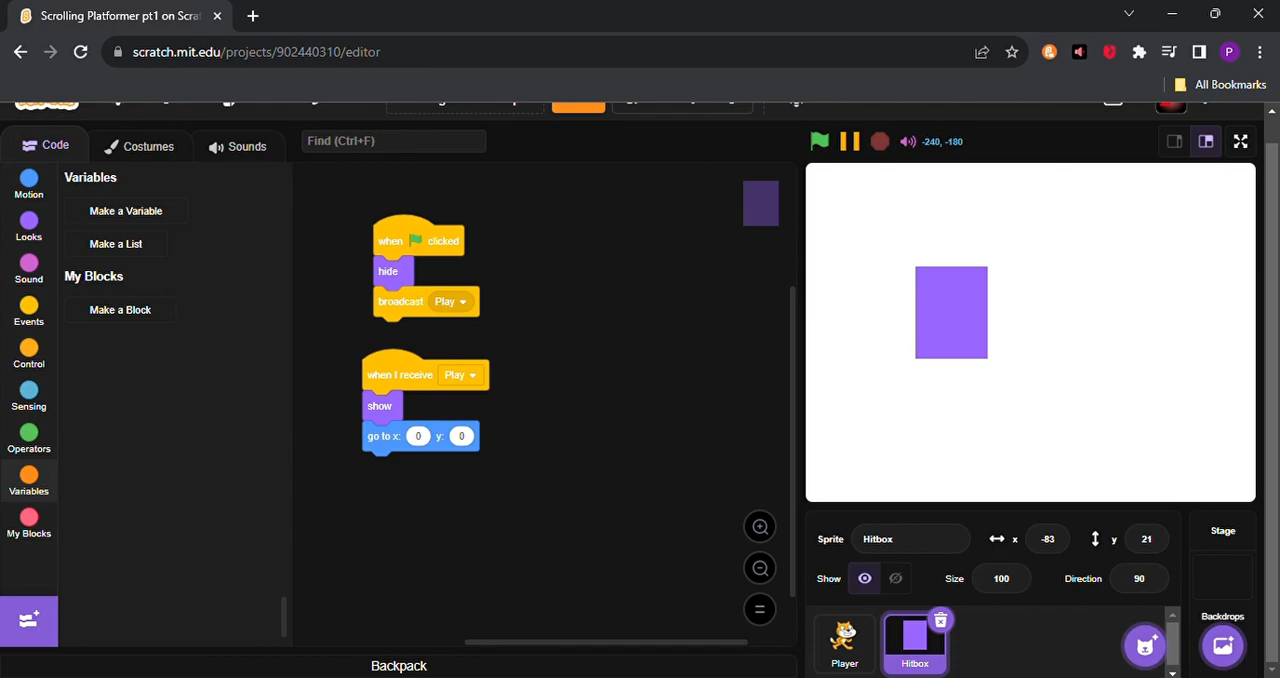 Scrolling Platformer pt1 on Scra
scratch.mit.edu/projects/902440310/editor
P
All Bookmarks
Code
Costumes
Sounds
Find (Ctrl+F)
-240, -180
Motion
Looks
Sound
Events
Control
Sensing
Operators
Variables
My Blocks
Variables
Make a Variable
Make a List
My Blocks
Make a Block
when clicked
hide
broadcast Play
when I receive Play
show
go to x: 0 y: 0
Sprite Hitbox x -83 y 21
Show Size 100 Direction 90
Player
Hitbox
Stage
Backdrops
Backpack